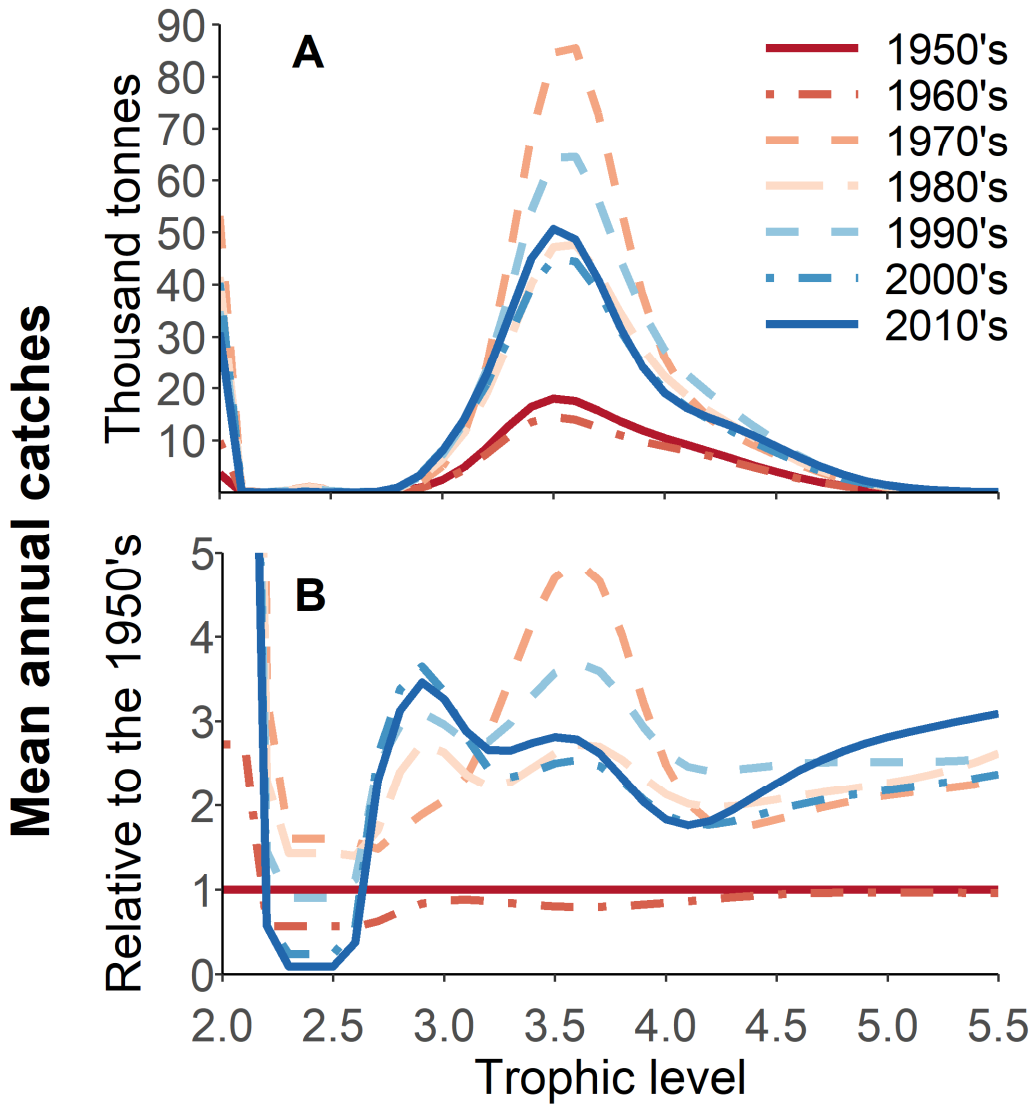 Mean annual catches
Thousand tonnes
90
80
70
60
50
40
30
20
10
A
1950's
1960's
1970's
1980's
1990's
2000's
2010's
Relative to the 1950's
5
4
3
2
1
0
B
2.0 2.5 3.0 3.5 4.0 4.5 5.0 5.5
Trophic level